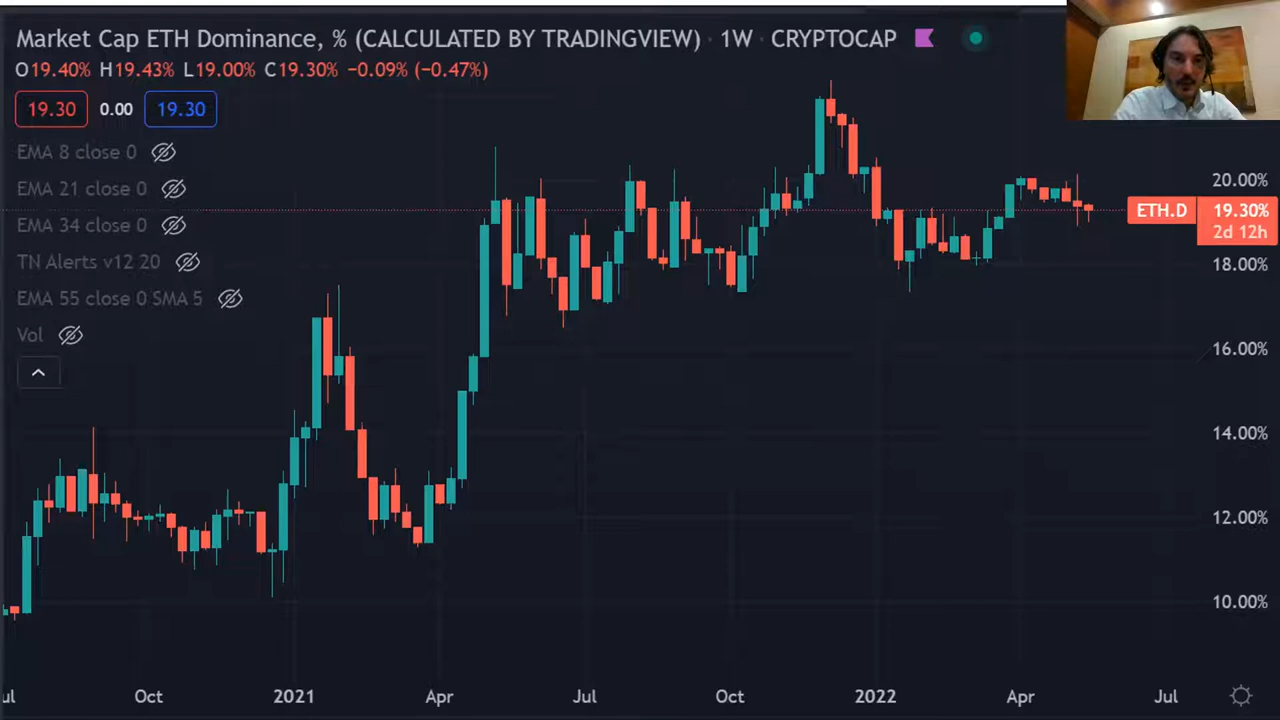 Market Cap ETH Dominance, % (CALCULATED BY TRADINGVIEW) · 1W · CRYPTOCAP
O19.40% H19.43% L19.00% C19.30% −0.09% (−0.47%)
19.30 0.00 19.30
EMA 8 close 0
EMA 21 close 0
EMA 34 close 0
TN Alerts v12 20
EMA 55 close 0 SMA 5
Vol
20.00%
ETH.D 19.30%
2d 12h
18.00%
16.00%
14.00%
12.00%
10.00%
ul Oct 2021 Apr Jul Oct 2022 Apr Jul